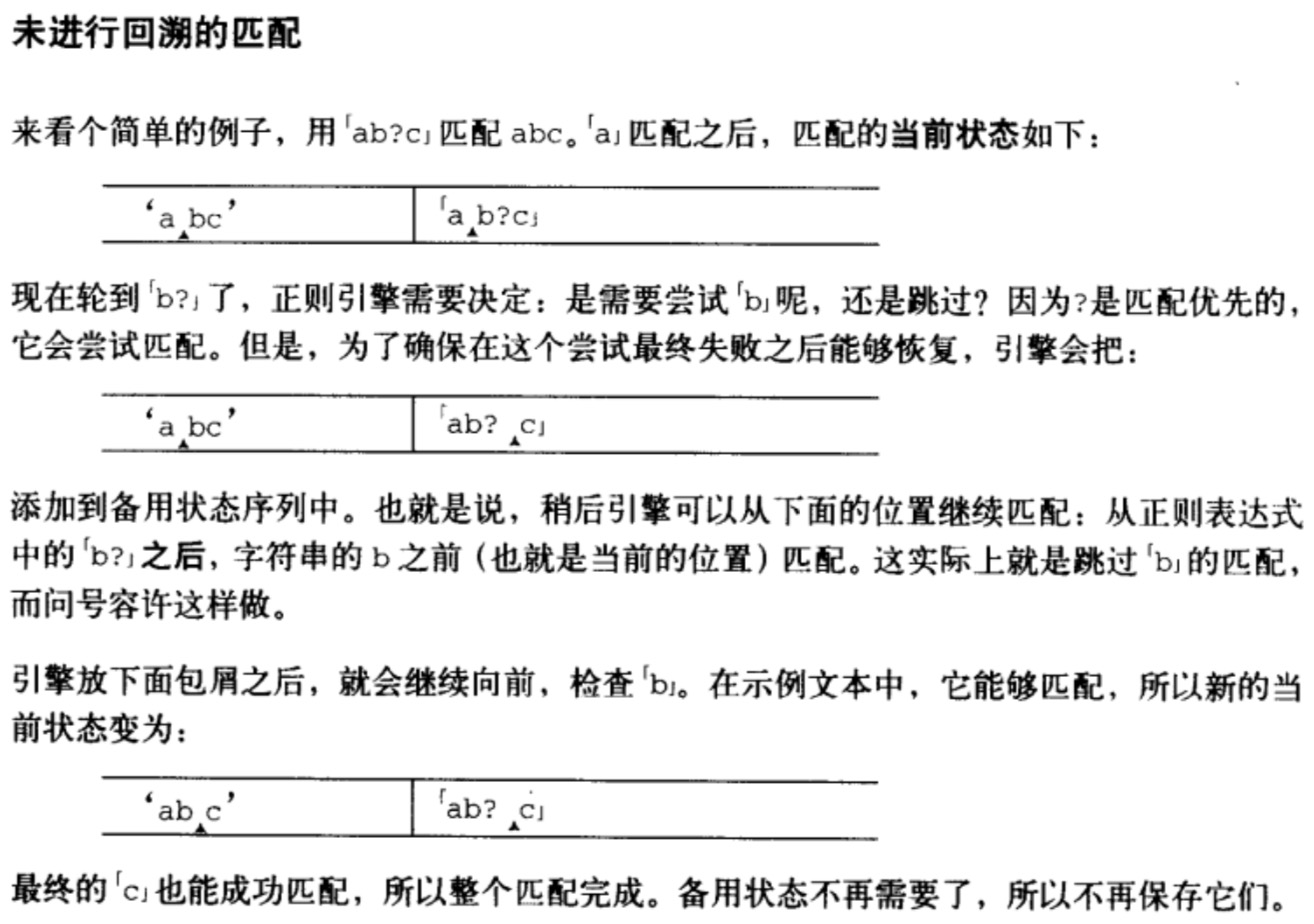 未进行回溯的匹配
来看个简单的例子，用「ab?c」匹配 abc。「a」匹配之后，匹配的当前状态如下：
‘a▲bc’ 「a▲b?c」
现在轮到「b?」了，正则引擎需要决定：是需要尝试「b」呢，还是跳过？因为?是匹配优先的，
它会尝试匹配。但是，为了确保在这个尝试最终失败之后能够恢复，引擎会把：
‘a▲bc’ 「ab? ▲c」
添加到备用状态序列中。也就是说，稍后引擎可以从下面的位置继续匹配：从正则表达式
中的「b?」之后，字符串的 b 之前（也就是当前的位置）匹配。这实际上就是跳过「b」的匹配，
而问号容许这样做。
引擎放下面包屑之后，就会继续向前，检查「b」。在示例文本中，它能够匹配，所以新的当
前状态变为：
‘ab▲c’ 「ab? ▲c」
最终的「c」也能成功匹配，所以整个匹配完成。备用状态不再需要了，所以不再保存它们。